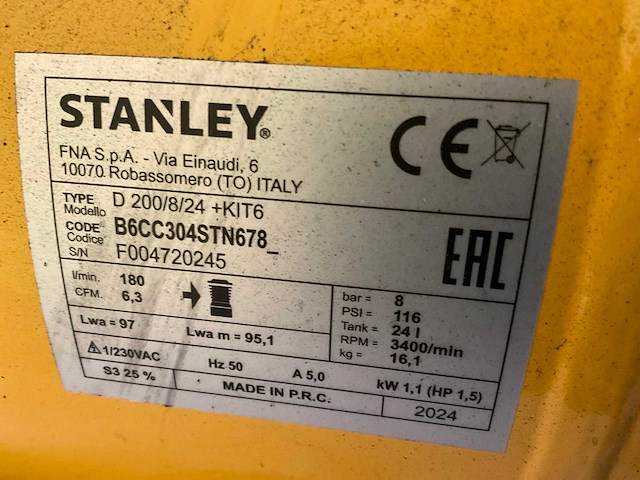 STANLEY®
CE
FNA S.p.A. - Via Einaudi, 6
10070 Robassomero (TO) ITALY
TYPE Modello D 200/8/24 +KIT6
CODE Codice B6CC304STN678_
S/N F004720245
EAC
l/min. 180
CFM. 6,3
Lwa = 97 Lwa m = 95,1
bar = 8
PSI = 116
Tank = 24 l
RPM = 3400/min
kg = 16,1
1/230VAC Hz 50 A 5,0 kW 1,1 (HP 1,5)
S3 25 % MADE IN P.R.C. 2024